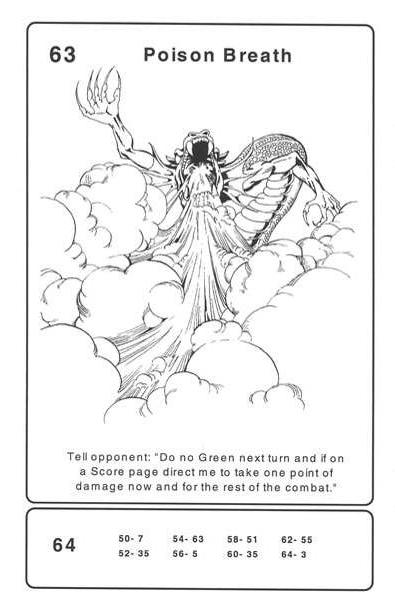 63 Poison Breath
Tell opponent: "Do no Green next turn and if on
a Score page direct me to take one point of
damage now and for the rest of the combat."
64
50- 7 54- 63 58- 51 62- 55
52- 35 56- 5 60- 35 64- 3